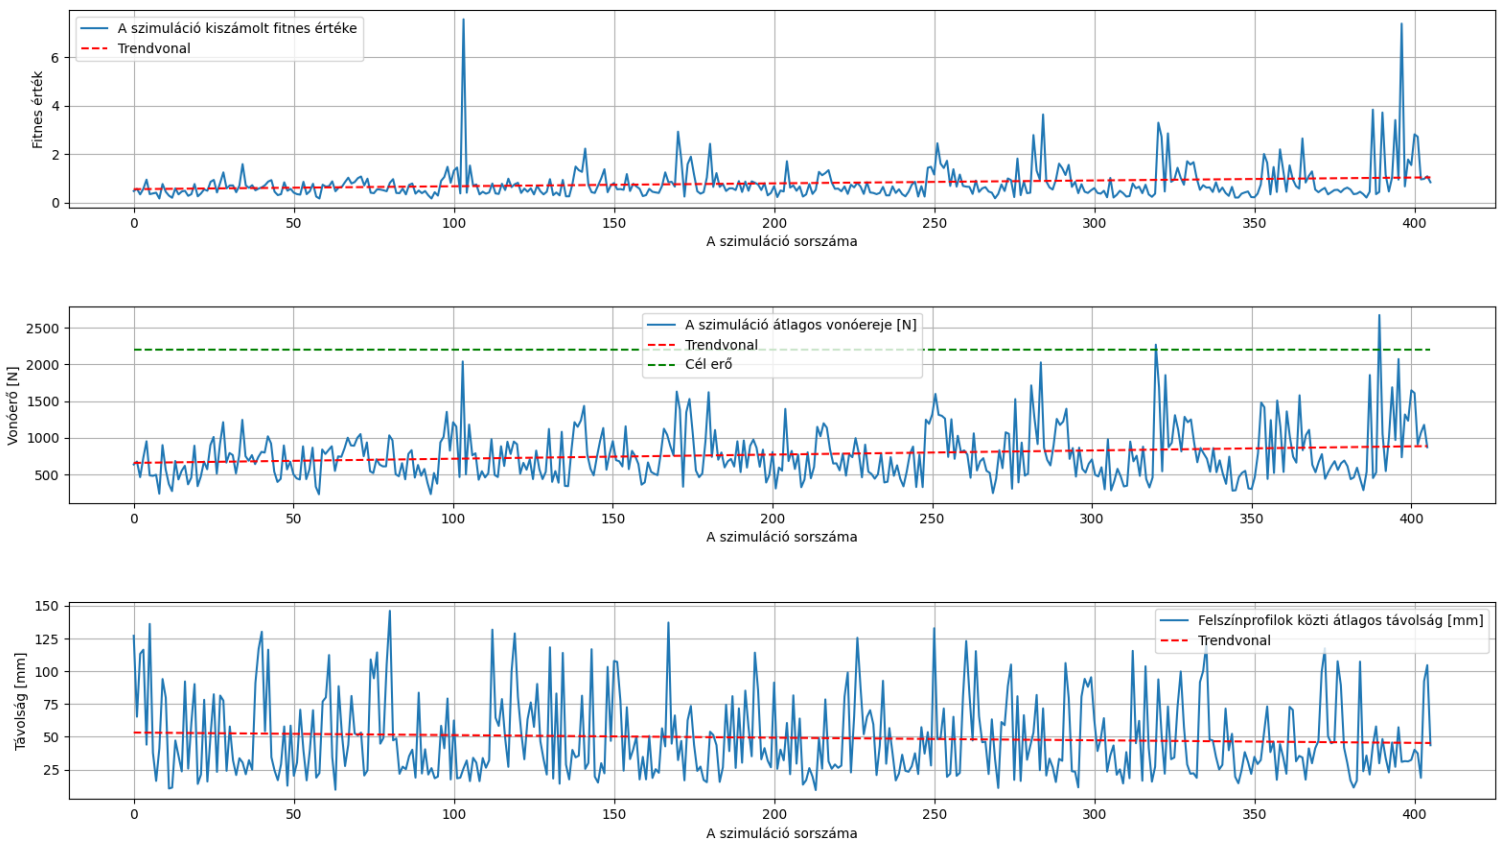 A szimuláció kiszámolt fitnes értéke
Trendvonal
Fitnes érték
6
4
2
0
0 50 100 150 200 250 300 350 400
A szimuláció sorszáma
A szimuláció átlagos vonóereje [N]
Trendvonal
Cél erő
Vonóerő [N]
2500
2000
1500
1000
500
0 50 100 150 200 250 300 350 400
A szimuláció sorszáma
Felszínprofilok közti átlagos távolság [mm]
Trendvonal
Távolság [mm]
150
125
100
75
50
25
0 50 100 150 200 250 300 350 400
A szimuláció sorszáma